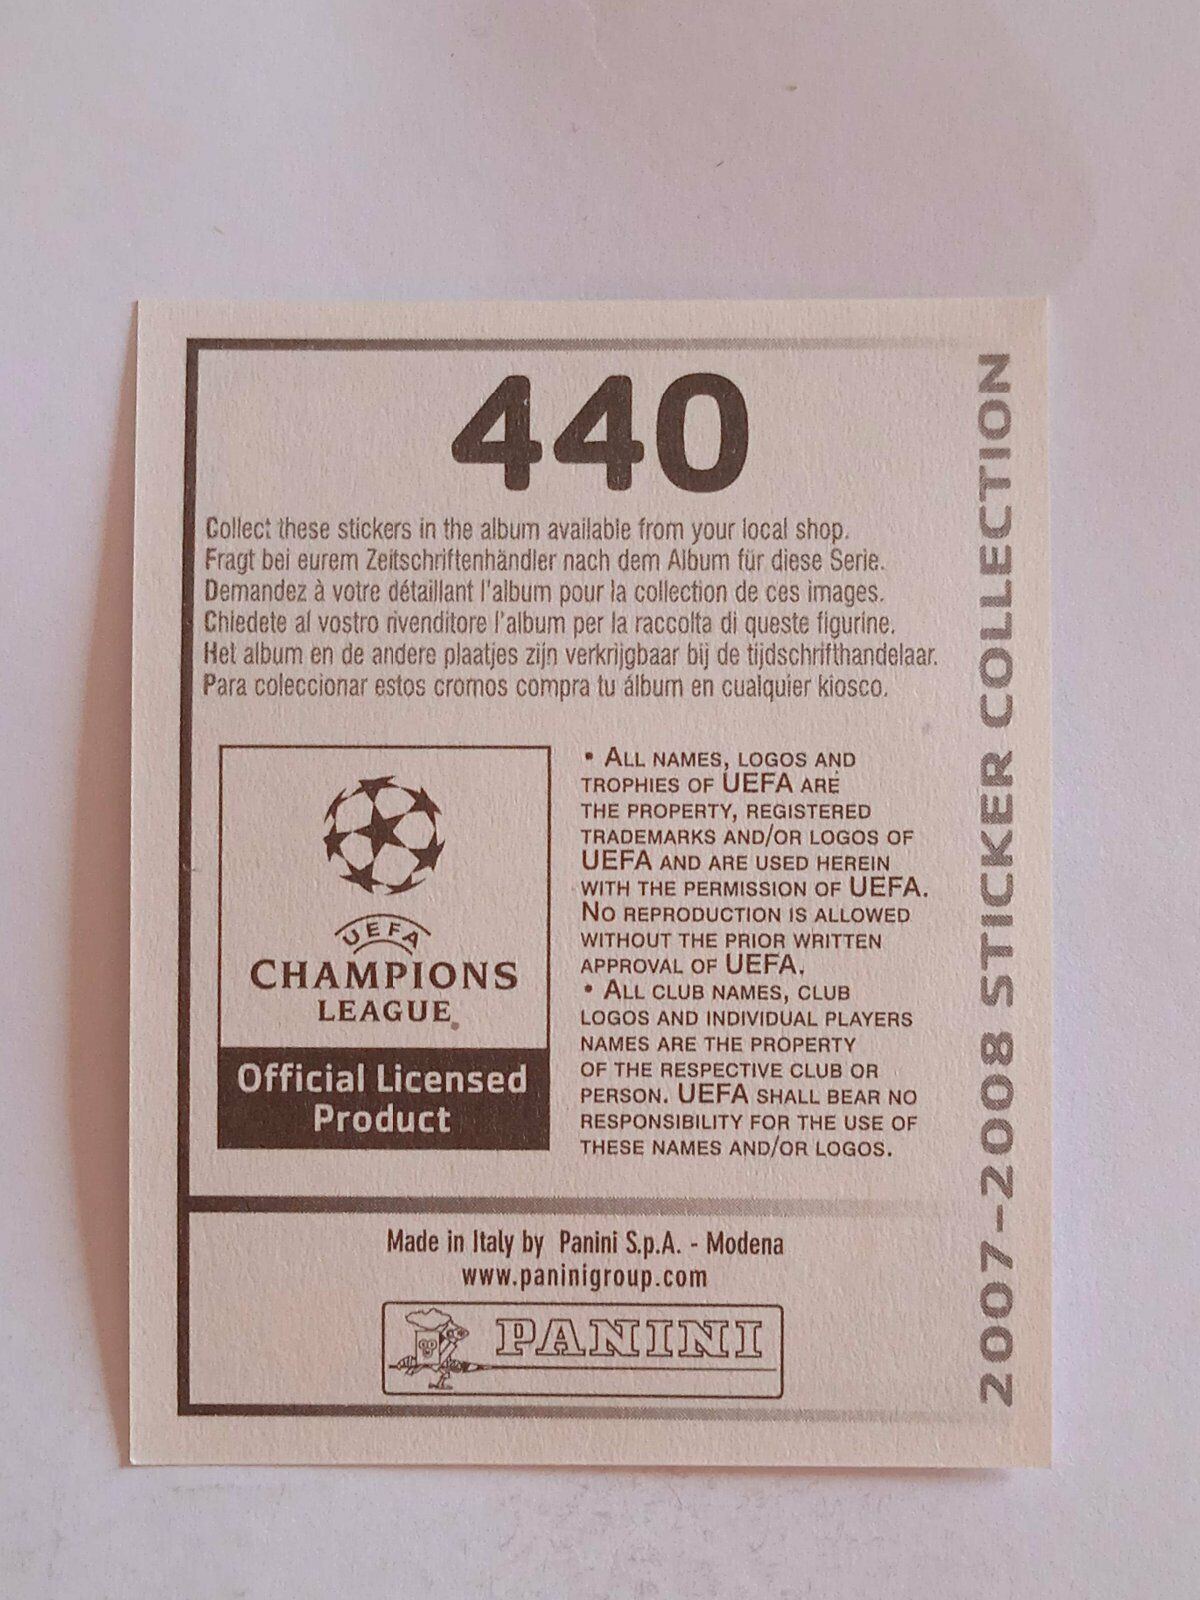 440
Collect these stickers in the album available from your local shop.
Fragt bei eurem Zeitschriftenhändler nach dem Album für diese Serie.
Demandez à votre détaillant l'album pour la collection de ces images.
Chiedete al vostro rivenditore l'album per la raccolta di queste figurine.
Het album en de andere plaatjes zijn verkrijgbaar bij de tijdschrifthandelaar.
Para coleccionar estos cromos compra tu álbum en cualquier kiosco.
UEFA
CHAMPIONS
LEAGUE
Official Licensed
Product
• ALL NAMES, LOGOS AND
TROPHIES OF UEFA ARE
THE PROPERTY, REGISTERED
TRADEMARKS AND/OR LOGOS OF
UEFA AND ARE USED HEREIN
WITH THE PERMISSION OF UEFA.
NO REPRODUCTION IS ALLOWED
WITHOUT THE PRIOR WRITTEN
APPROVAL OF UEFA.
• ALL CLUB NAMES, CLUB
LOGOS AND INDIVIDUAL PLAYERS
NAMES ARE THE PROPERTY
OF THE RESPECTIVE CLUB OR
PERSON. UEFA SHALL BEAR NO
RESPONSIBILITY FOR THE USE OF
THESE NAMES AND/OR LOGOS.
Made in Italy by Panini S.p.A. - Modena
www.paninigroup.com
PANINI
2007-2008 STICKER COLLECTION